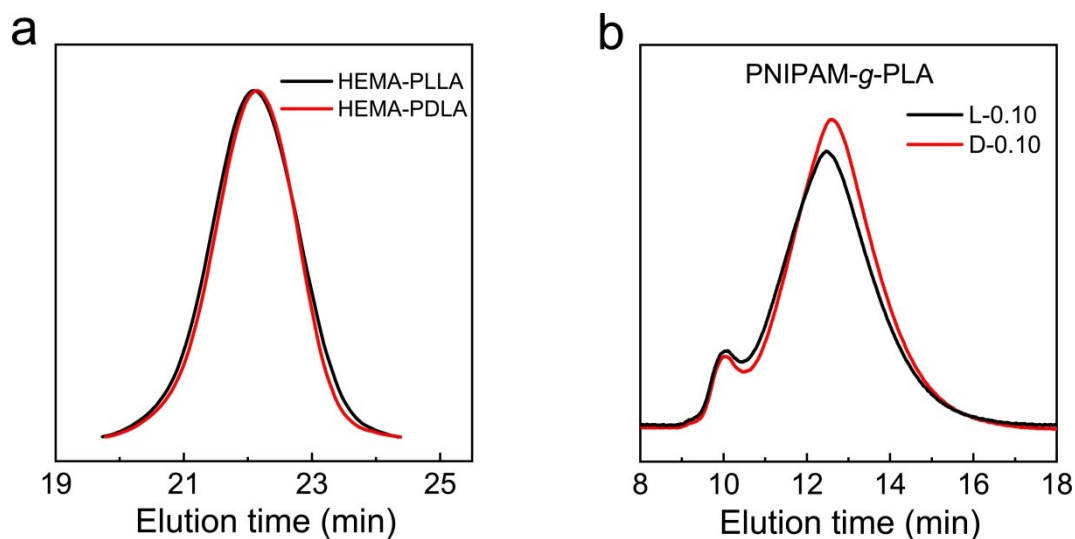 a
HEMA-PLLA
HEMA-PDLA
19 21 23 25
Elution time (min)
b
PNIPAM-g-PLA
L-0.10
D-0.10
8 10 12 14 16 18
Elution time (min)